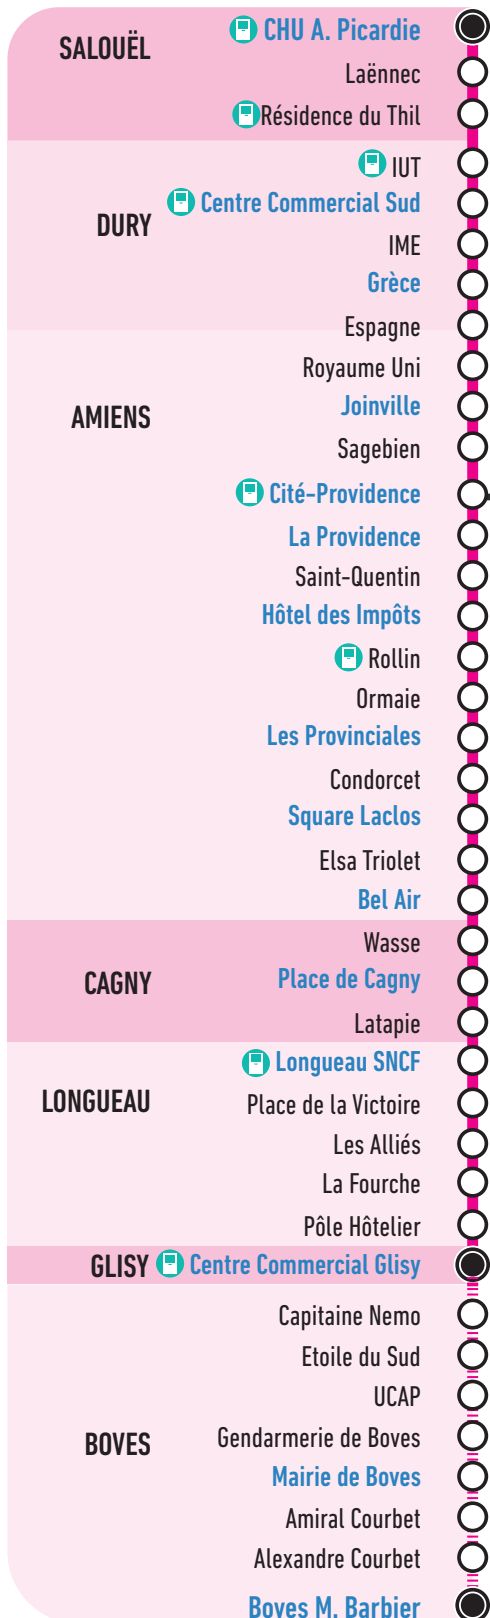 SALOUËL
CHU A. Picardie
Laënnec
Résidence du Thil
DURY
IUT
Centre Commercial Sud
IME
Grèce
Espagne
AMIENS
Royaume Uni
Joinville
Sagebien
Cité-Providence
La Providence
Saint-Quentin
Hôtel des Impôts
Rollin
Ormaie
Les Provinciales
Condorcet
Square Laclos
Elsa Triolet
Bel Air
CAGNY
Wasse
Place de Cagny
Latapie
LONGUEAU
Longueau SNCF
Place de la Victoire
Les Alliés
La Fourche
Pôle Hôtelier
GLISY Centre Commercial Glisy
BOVES
Capitaine Nemo
Etoile du Sud
UCAP
Gendarmerie de Boves
Mairie de Boves
Amiral Courbet
Alexandre Courbet
Boves M. Barbier